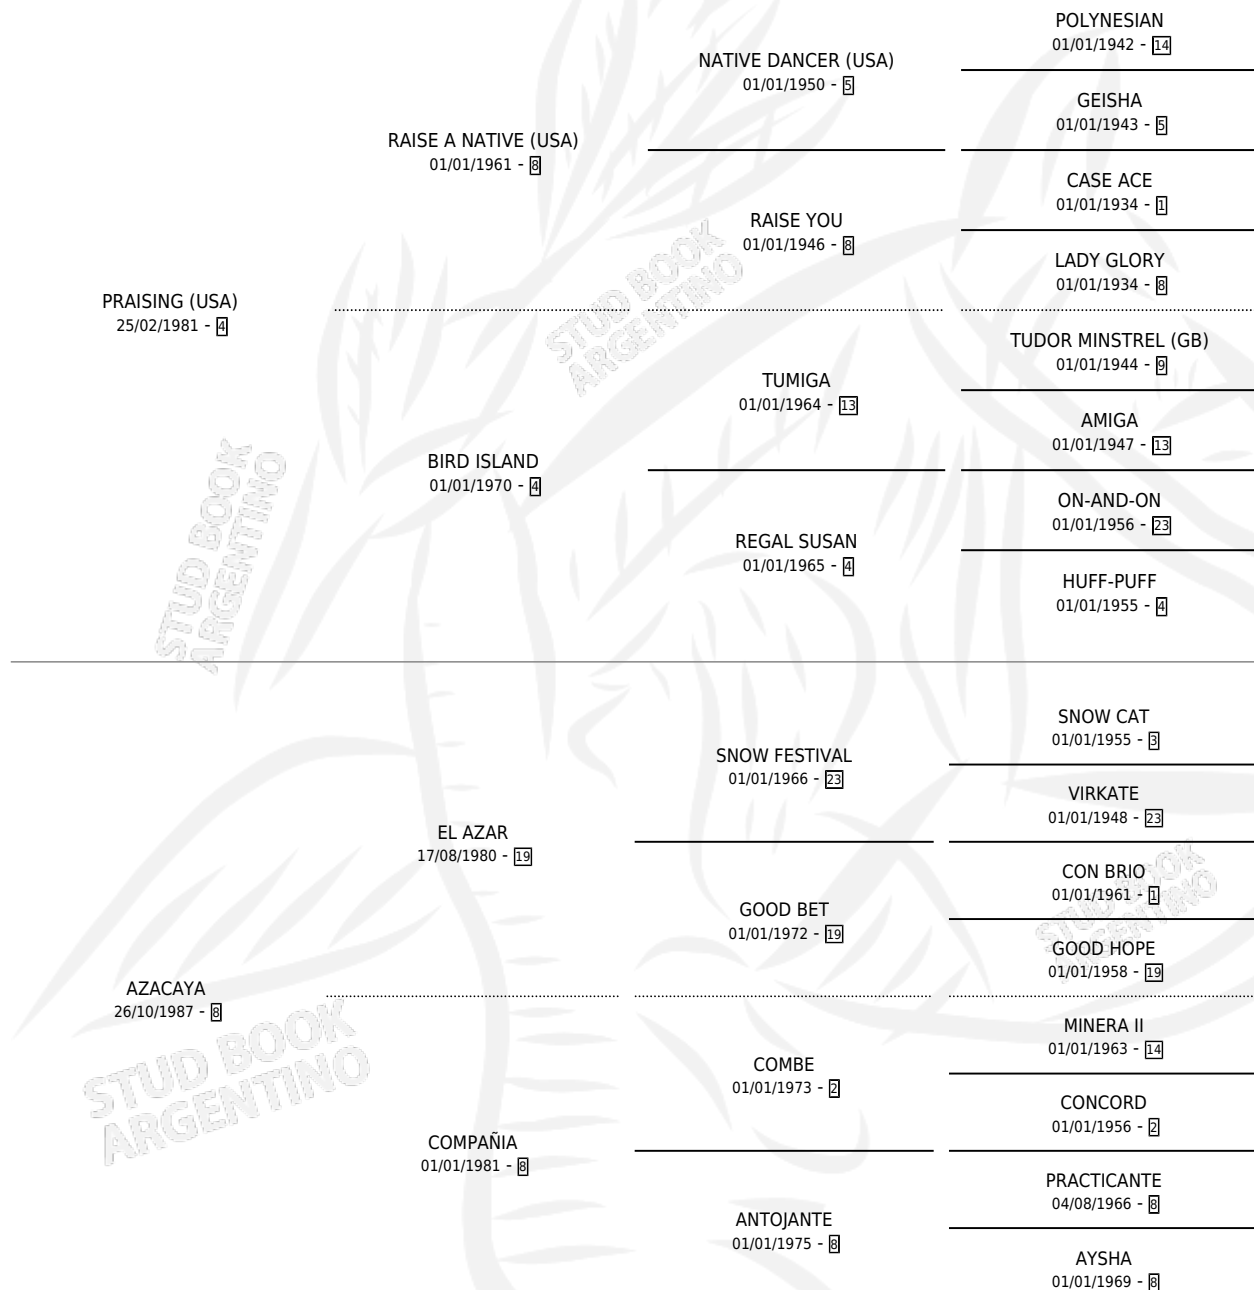 POLYNESIAN
01/01/1942 - 14
NATIVE DANCER (USA)
01/01/1950 - 5
GEISHA
01/01/1943 - 5
RAISE A NATIVE (USA)
01/01/1961 - 8
CASE ACE
01/01/1934 - 1
RAISE YOU
01/01/1946 - 8
LADY GLORY
01/01/1934 - 8
PRAISING (USA)
25/02/1981 - 4
TUDOR MINSTREL (GB)
01/01/1944 - 9
TUMIGA
01/01/1964 - 13
AMIGA
01/01/1947 - 13
BIRD ISLAND
01/01/1970 - 4
ON-AND-ON
01/01/1956 - 23
REGAL SUSAN
01/01/1965 - 4
HUFF-PUFF
01/01/1955 - 4
SNOW CAT
01/01/1955 - 3
SNOW FESTIVAL
01/01/1966 - 23
VIRKATE
01/01/1948 - 23
EL AZAR
17/08/1980 - 19
CON BRIO
01/01/1961 - 1
GOOD BET
01/01/1972 - 19
GOOD HOPE
01/01/1958 - 19
AZACAYA
26/10/1987 - 8
MINERA II
01/01/1963 - 14
COMBE
01/01/1973 - 2
CONCORD
01/01/1956 - 2
COMPAÑIA
01/01/1981 - 8
PRACTICANTE
04/08/1966 - 8
ANTOJANTE
01/01/1975 - 8
AYSHA
01/01/1969 - 8
STUD BOOK
ARGENTINO
STUD BOOK
ARGENTINO
STUD BOOK
ARGENTINO
STUD BOOK
ARGENTINO